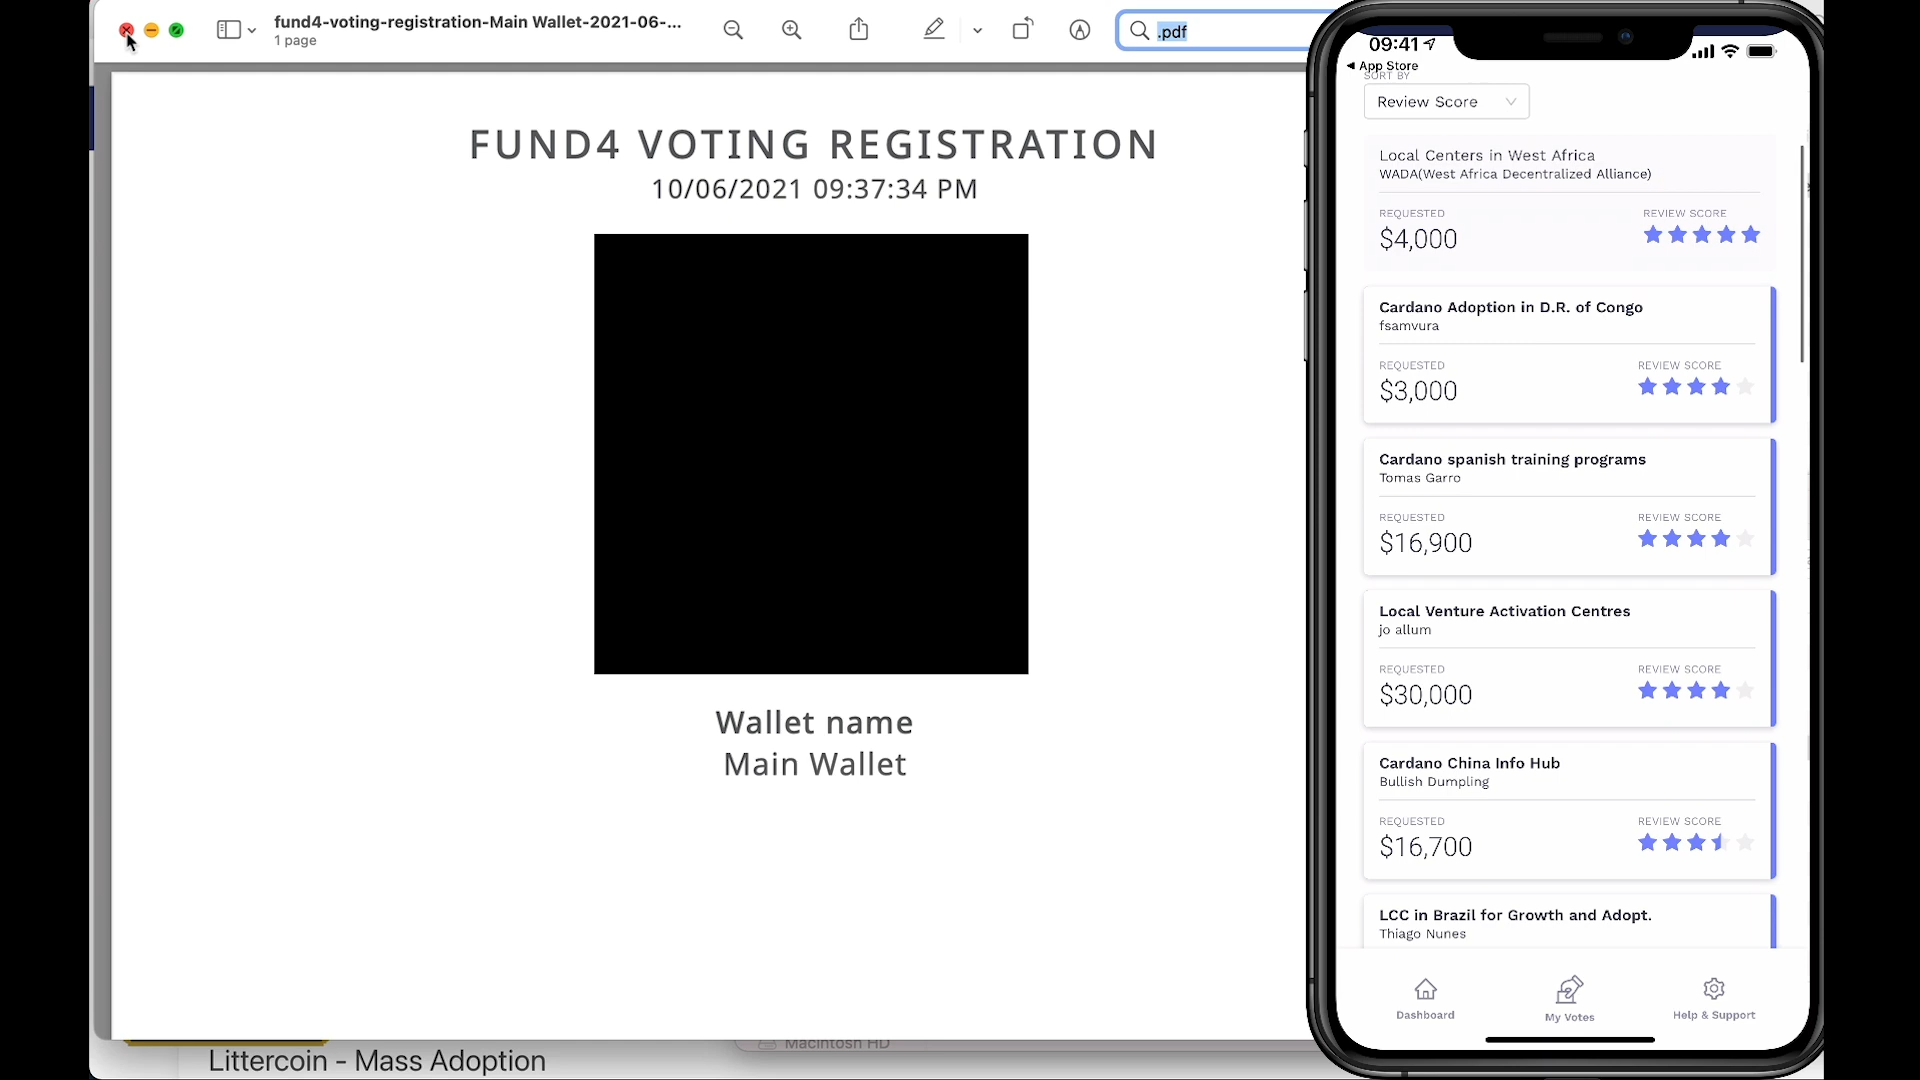 fund4-voting-registration-Main Wallet-2021-06-...
1 page
.pdf
FUND4 VOTING REGISTRATION
10/06/2021 09:37:34 PM
Wallet name
Main Wallet
Macintosh HD
Littercoin - Mass Adoption
09:41
App Store
SORT BY
Review Score
Local Centers in West Africa
WADA(West Africa Decentralized Alliance)
REQUESTED REVIEW SCORE
$4,000
Cardano Adoption in D.R. of Congo
fsamvura
REQUESTED REVIEW SCORE
$3,000
Cardano spanish training programs
Tomas Garro
REQUESTED REVIEW SCORE
$16,900
Local Venture Activation Centres
jo allum
REQUESTED REVIEW SCORE
$30,000
Cardano China Info Hub
Bullish Dumpling
REQUESTED REVIEW SCORE
$16,700
LCC in Brazil for Growth and Adopt.
Thiago Nunes
Dashboard My Votes Help & Support